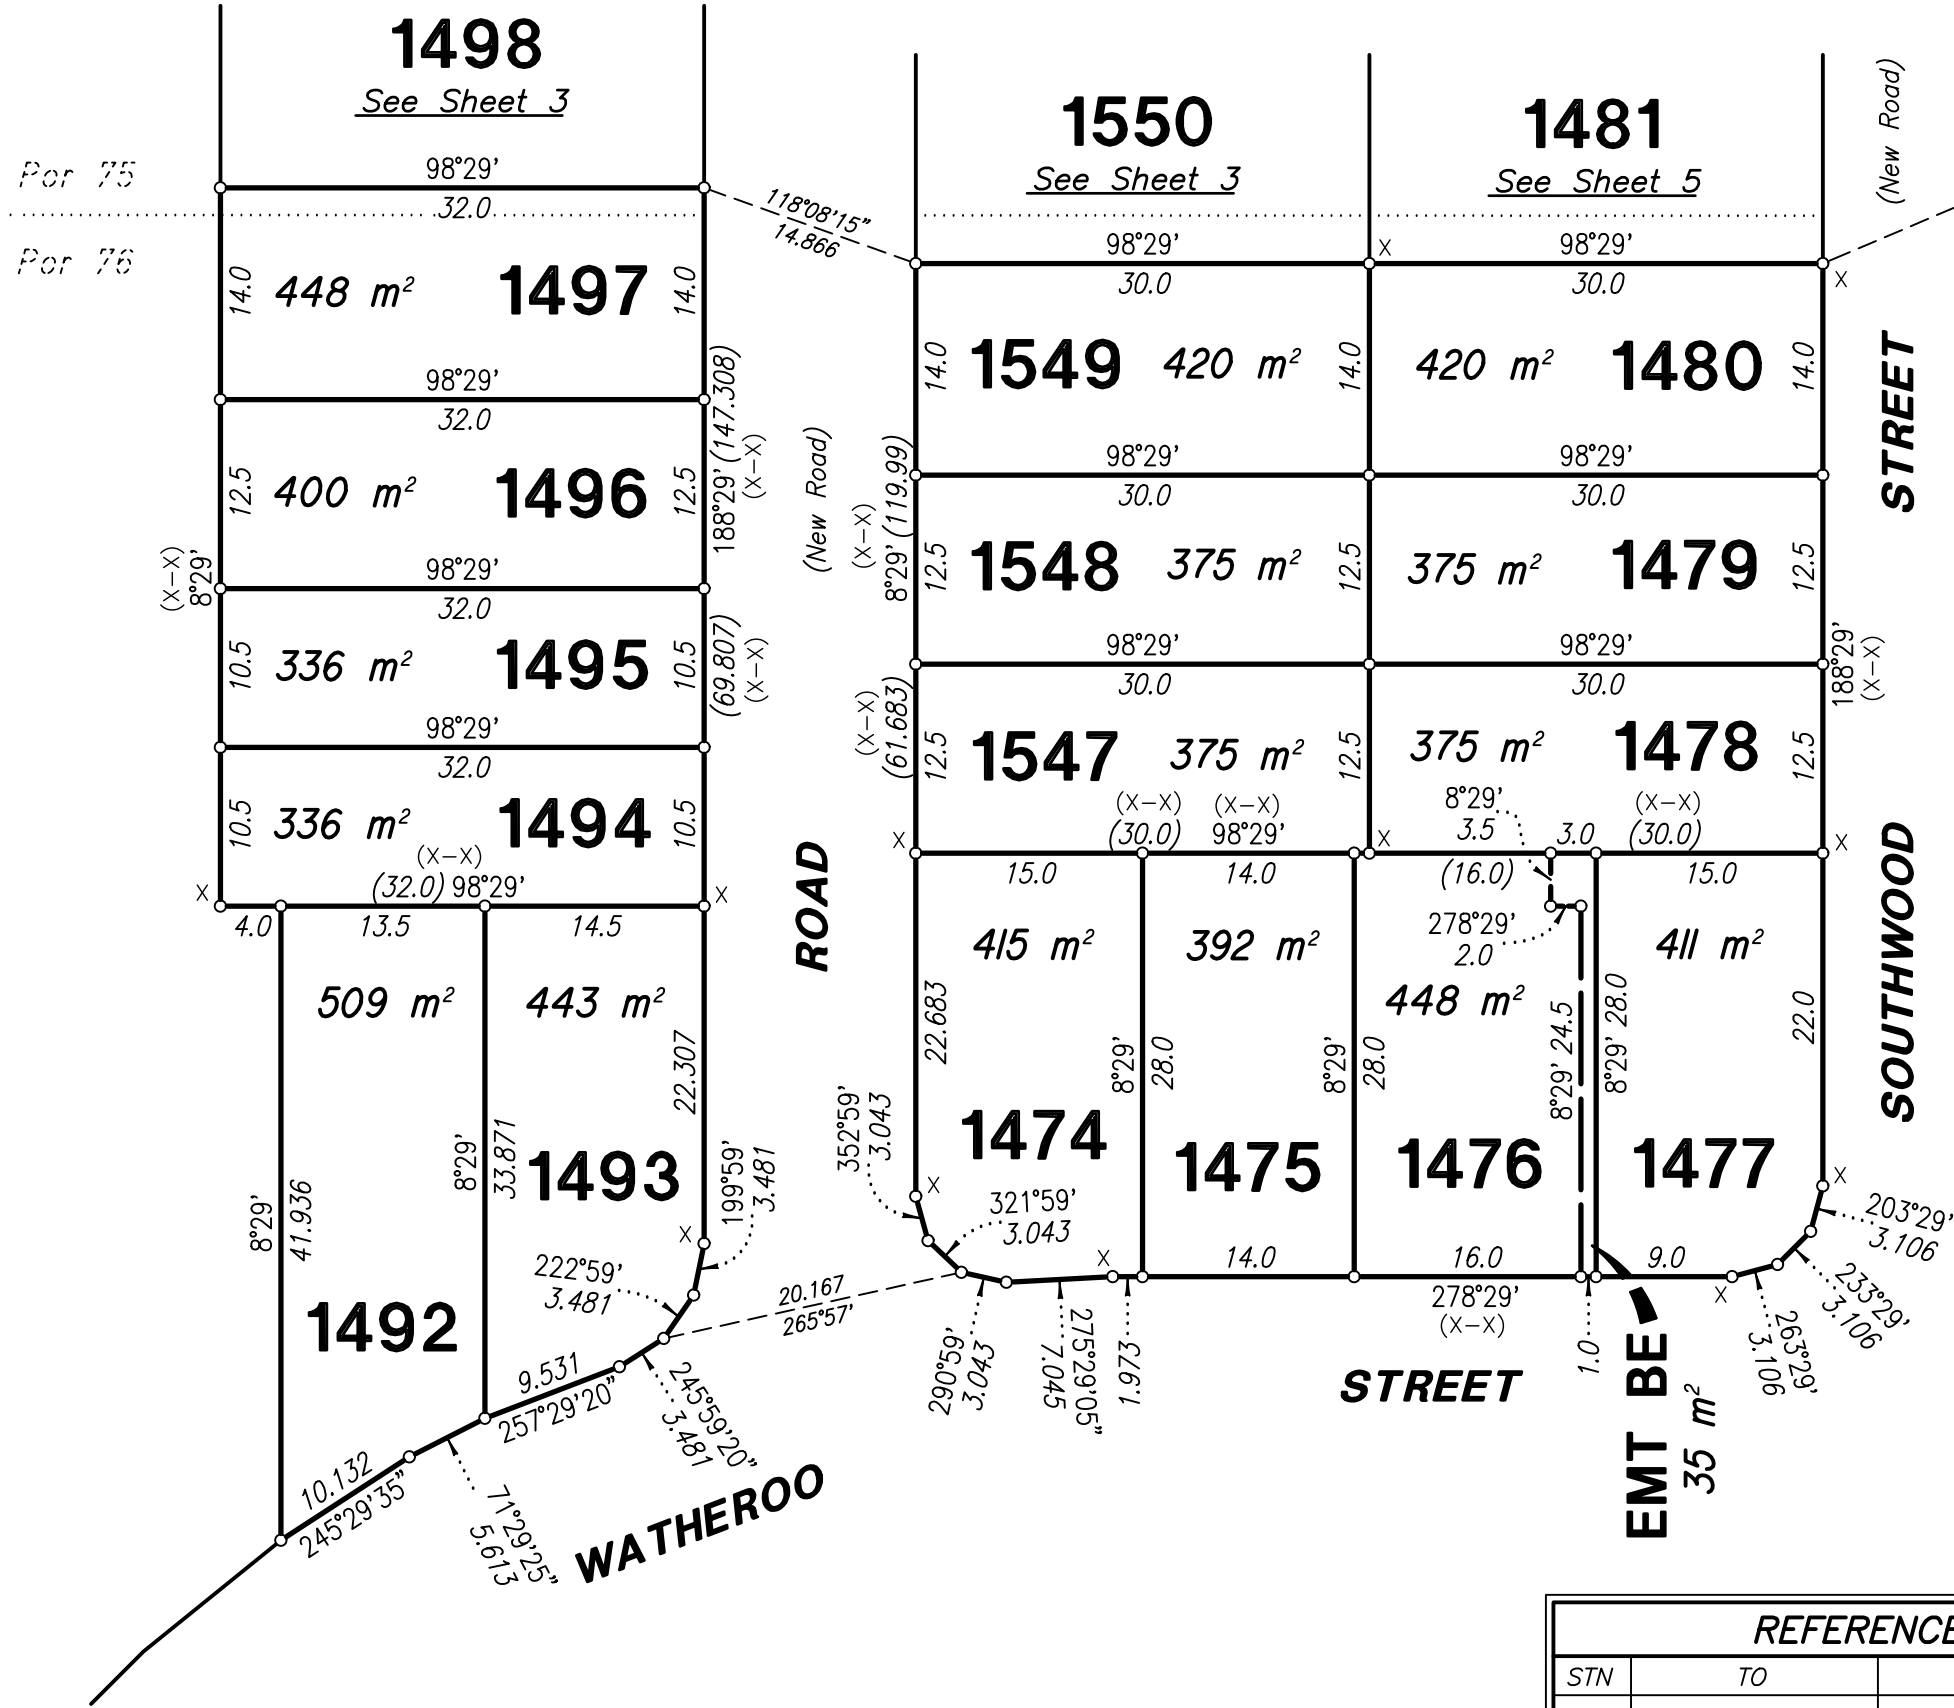 1498
See Sheet 3
Por 75
98°29'
32.0
Por 76
14.0
448 m²
1497
14.0
98°29'
32.0
12.5
400 m²
1496
12.5
188°29' (147.308)
(X-X)
(X-X)
8°29'
98°29'
32.0
10.5
336 m²
1495
10.5
(69.807)
(X-X)
98°29'
32.0
10.5
336 m²
1494
10.5
(X-X)
(32.0) 98°29'
X
X
4.0
13.5
14.5
509 m²
443 m²
22.307
8°29'
41.936
8°29'
33.871
1493
1492
X
199°59'
3.481
222°59'
3.481
245°59'20"
3.481
9.531
257°29'20"
71°29'25"
5.613
10.132
245°29'35"
WATHEROO
STREET
118°08'15"
14.866
(New Road)
ROAD
20.167
265°57'
1550
See Sheet 3
1481
See Sheet 5
(New Road)
98°29'
30.0
X
98°29'
30.0
X
14.0
1549
420 m²
14.0
420 m²
1480
14.0
98°29'
30.0
98°29'
30.0
8°29' (119.99)
(X-X)
12.5
1548
375 m²
12.5
375 m²
1479
12.5
98°29'
30.0
98°29'
30.0
188°29'
(X-X)
(X-X)
(61.683)
12.5
1547
375 m²
12.5
375 m²
1478
12.5
(X-X)
(30.0)
(X-X)
98°29'
8°29'
3.5
3.0
(X-X)
(30.0)
X
X
X
15.0
14.0
(16.0)
15.0
415 m²
392 m²
278°29'
2.0
448 m²
411 m²
22.683
8°29'
28.0
8°29'
28.0
8°29' 24.5
8°29' 28.0
22.0
1474
1475
1476
1477
352°59'
3.043
X
321°59'
3.043
X
290°59'
3.043
275°29'05"
7.045
1.973
14.0
16.0
278°29'
(X-X)
1.0
9.0
X
X
203°29'
3.106
233°29'
3.106
263°29'
3.106
EMT BE
35 m²
SOUTHWOOD
STREET
REFERENCE
STN
TO